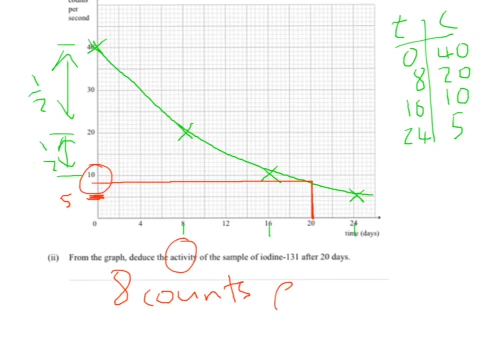 counts
per
second
t C
40
0 40
8 20
16 10
24 5
1/2
30
20
1/2
10
5
0
0 4 8 12 16 20 24
time (days)
(ii) From the graph, deduce the activity of the sample of iodine-131 after 20 days.
8 counts p